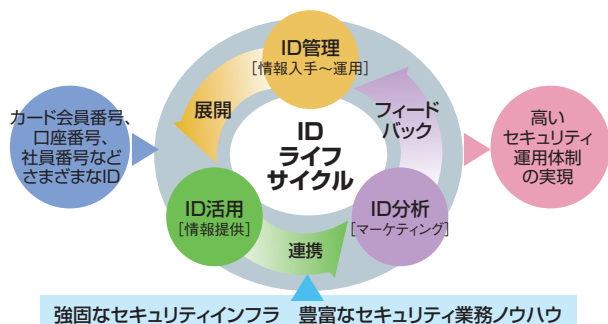 ID管理
[情報入手～運用]
展開
フィード
バック
カード会員番号、
口座番号、
社員番号など
さまざまなID
ID
ライフ
サイクル
高い
セキュリティ
運用体制
の実現
ID活用
[情報提供]
ID分析
[マーケティング]
連携
強固なセキュリティインフラ　豊富なセキュリティ業務ノウハウ